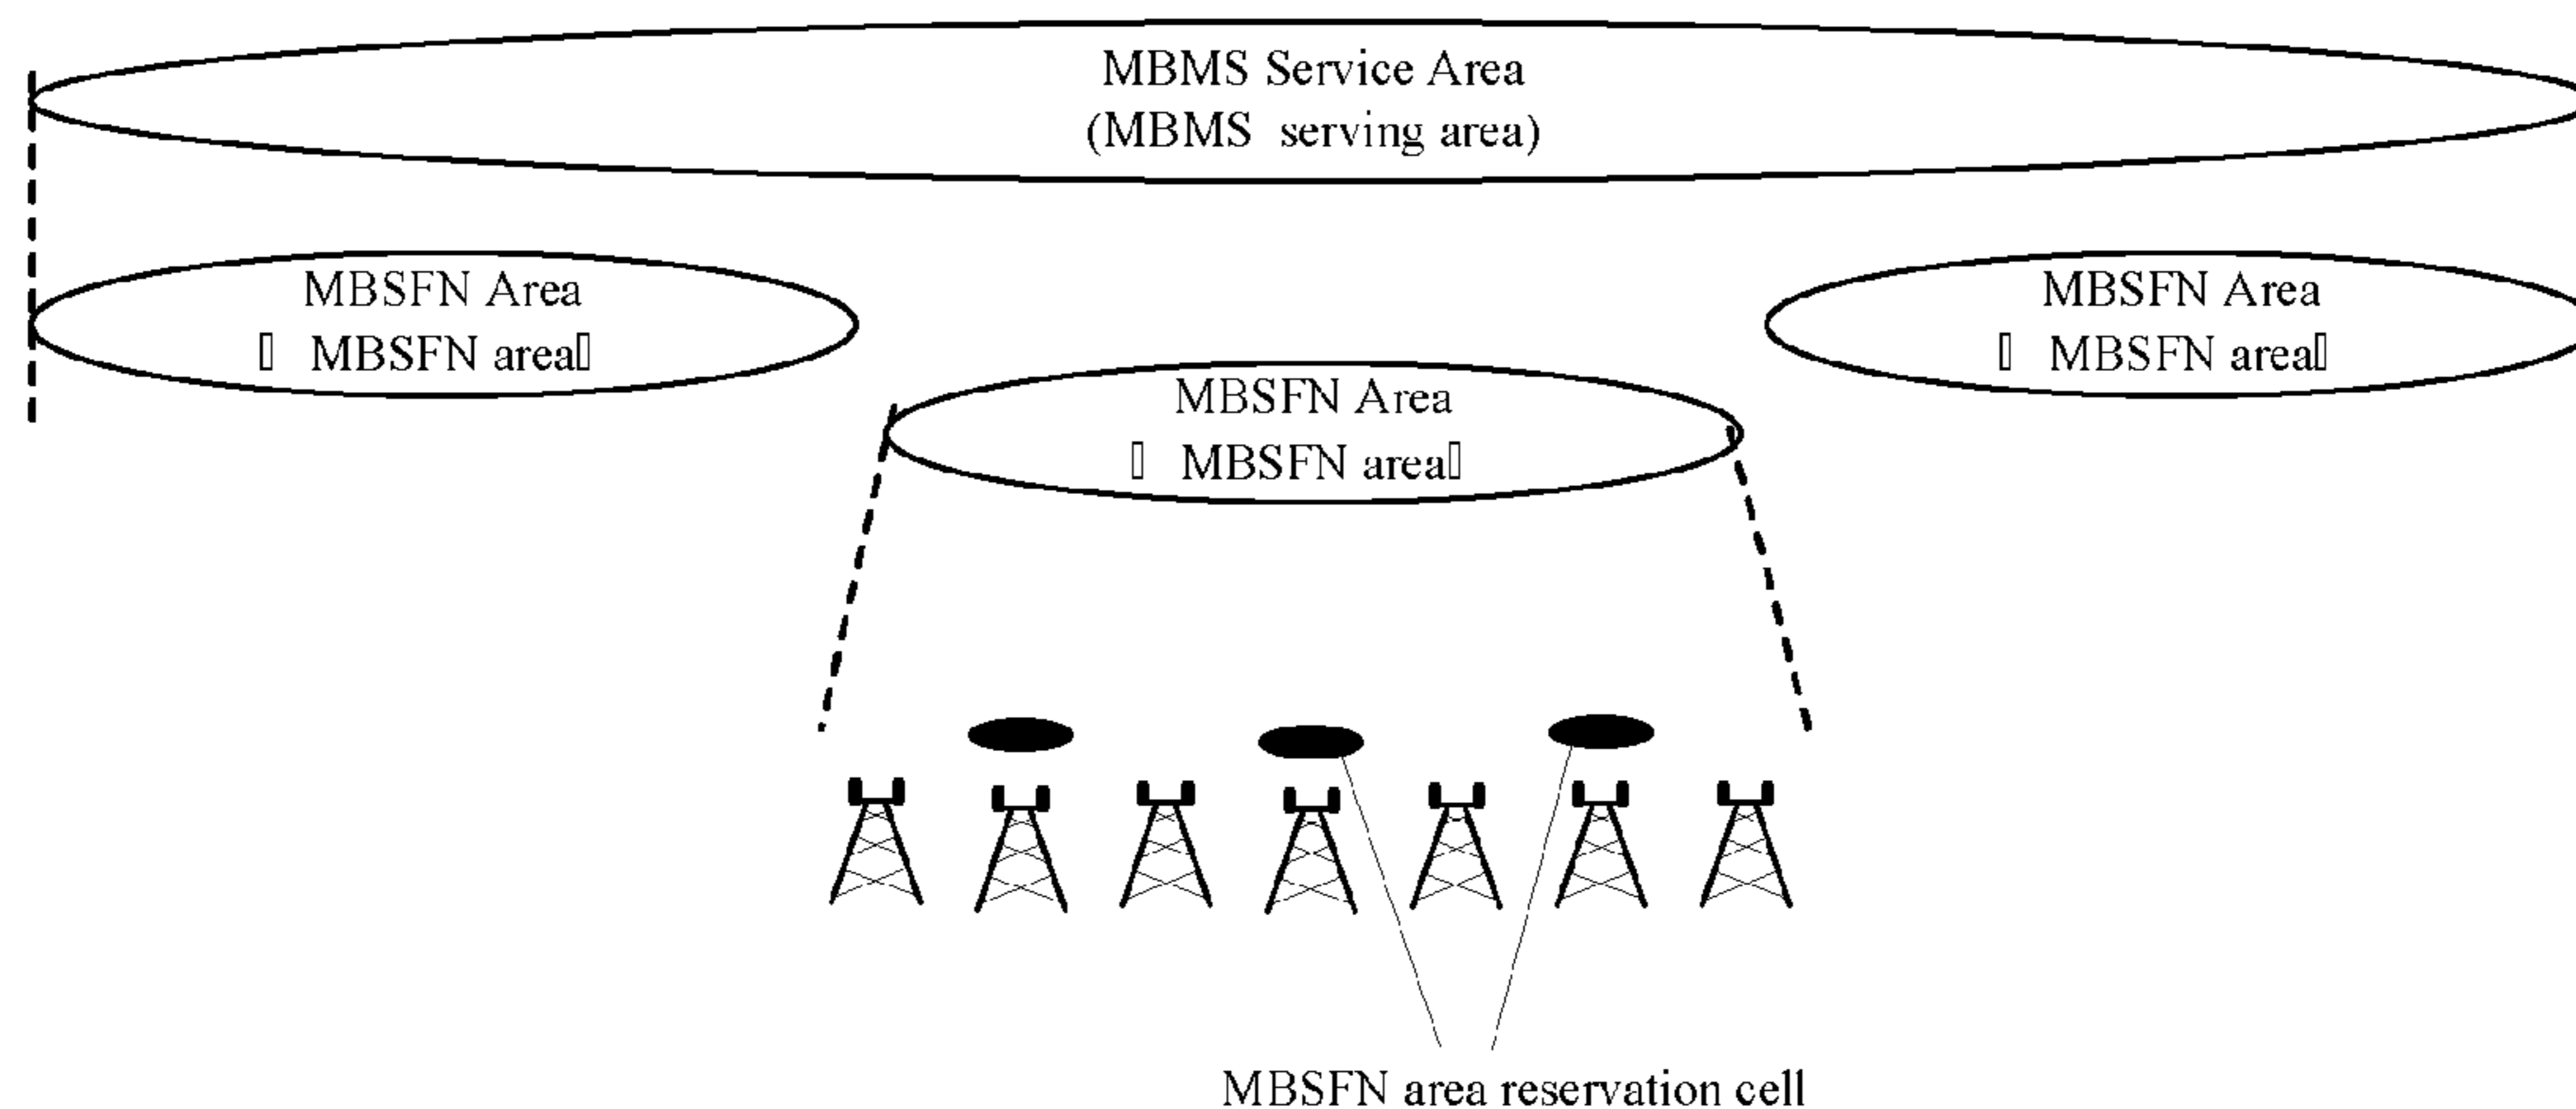 MBMS Service Area
(MBMS serving area)
MBSFN Area
▯ MBSFN area▯
MBSFN Area
▯ MBSFN area▯
MBSFN Area
▯ MBSFN area▯
MBSFN area reservation cell